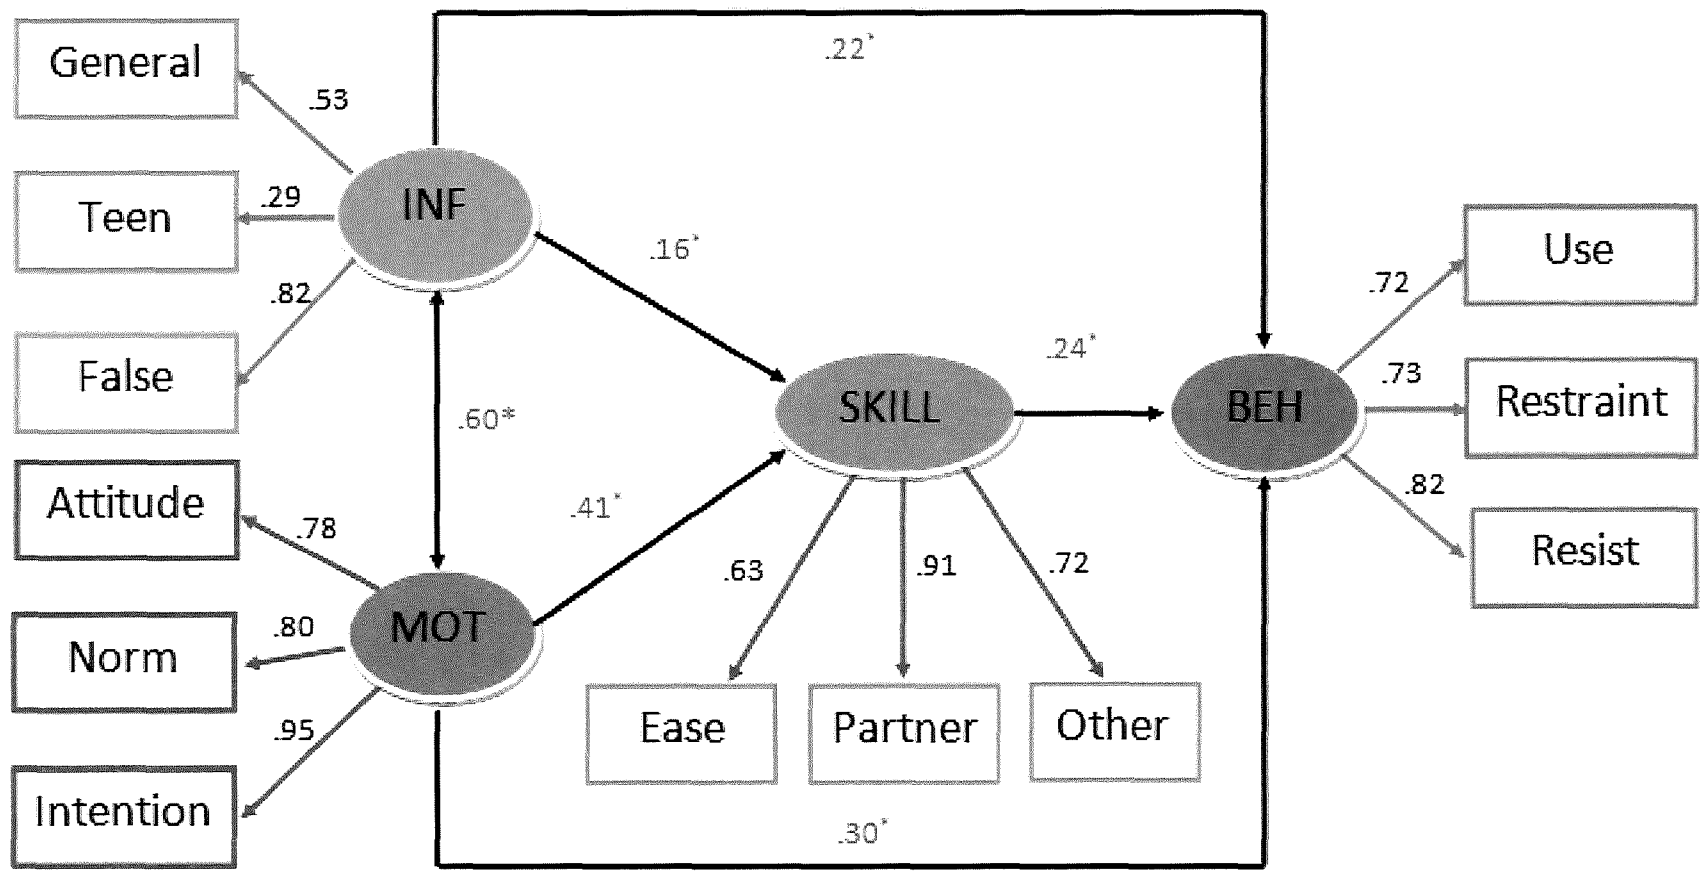 General
.53
.22*
INF
Teen
.29
.16*
.82
False
Use
.72
.24*
.73
SKILL
BEH
Restraint
.60*
.82
Attitude
.78
.41*
Resist
.63
.91
.72
MOT
.80
Norm
.95
Ease
Partner
Other
Intention
.30*